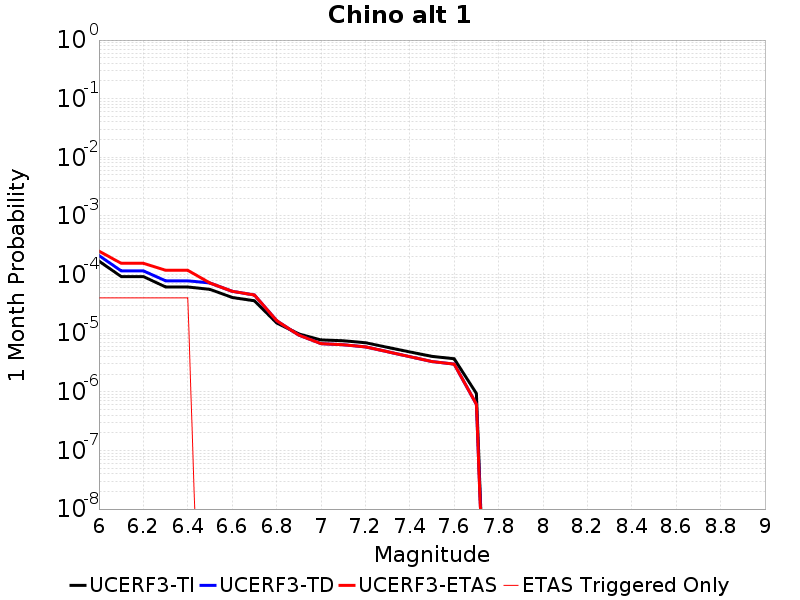 Chino alt 1
10^0
10^-1
10^-2
10^-3
10^-4
10^-5
10^-6
10^-7
10^-8
1 Month Probability
6 6.2 6.4 6.6 6.8 7 7.2 7.4 7.6 7.8 8 8.2 8.4 8.6 8.8 9
Magnitude
UCERF3-TI UCERF3-TD UCERF3-ETAS ETAS Triggered Only